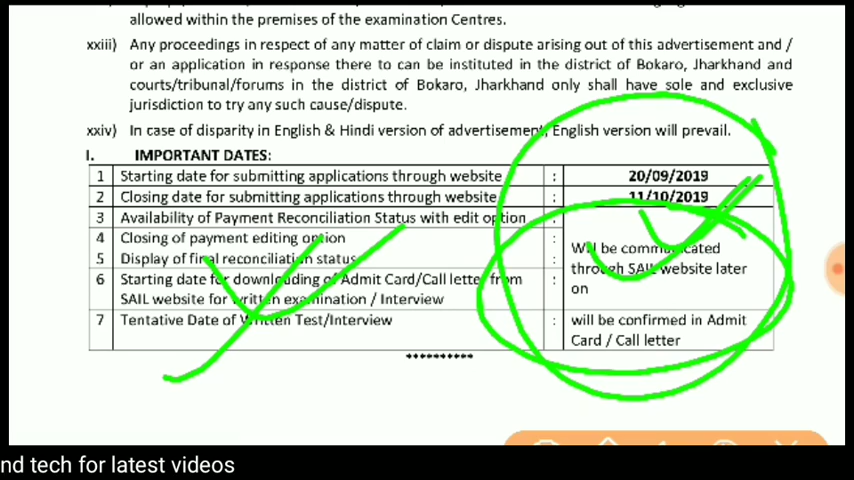 allowed within the premises of the examination Centres.
xxiii) Any proceedings in respect of any matter of claim or dispute arising out of this advertisement and /
or an application in response there to can be instituted in the district of Bokaro, Jharkhand and
courts/tribunal/forums in the district of Bokaro, Jharkhand only shall have sole and exclusive
jurisdiction to try any such cause/dispute.
xxiv) In case of disparity in English & Hindi version of advertisement, English version will prevail.
I. IMPORTANT DATES:
1 Starting date for submitting applications through website : 20/09/2019
2 Closing date for submitting applications through website : 11/10/2019
3 Availability of Payment Reconciliation Status with edit option :
4 Closing of payment editing option :
5 Display of final reconciliation status :
6 Starting date for downloading of Admit Card/Call letter from
SAIL website for written examination / Interview :
Will be communicated
through SAIL website later
on
7 Tentative Date of Written Test/Interview : will be confirmed in Admit
Card / Call letter
**********
nd tech for latest videos